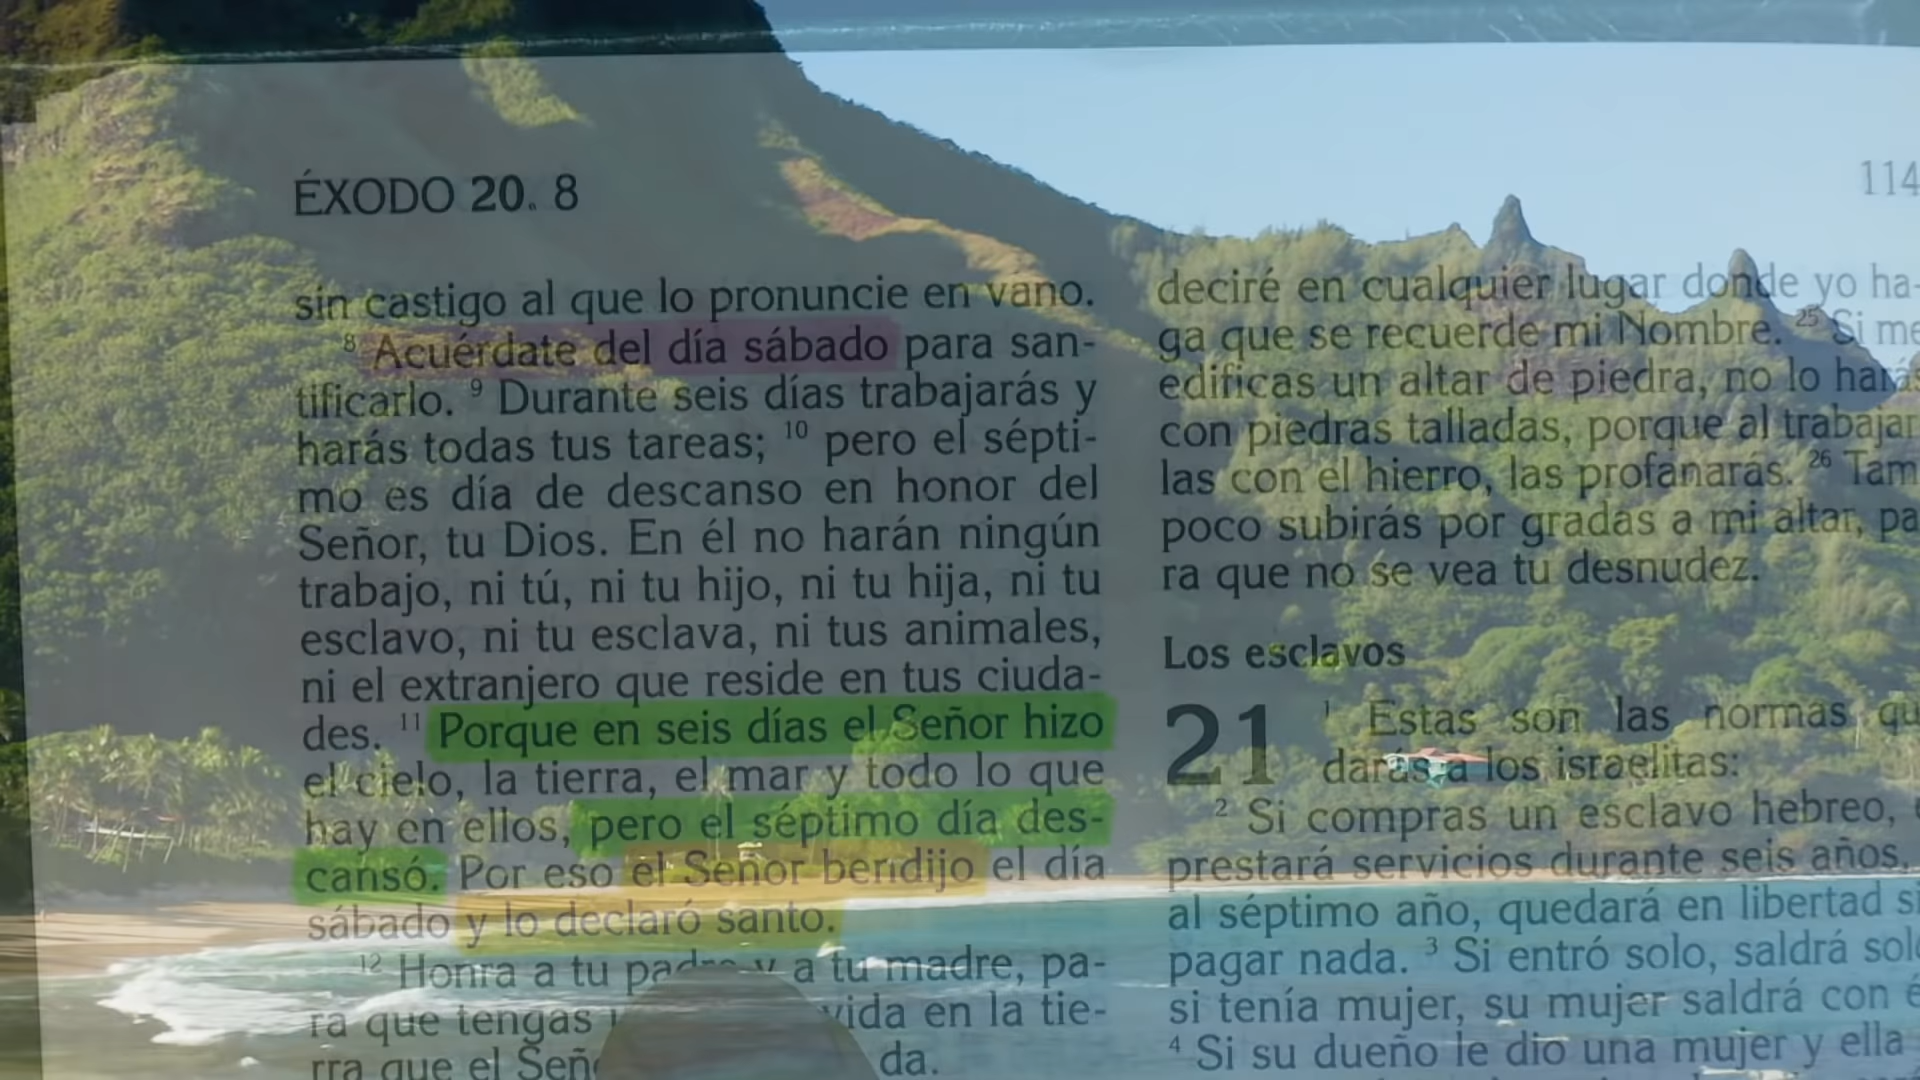 ÉXODO 20. 8
114
sin castigo al que lo pronuncie en vano.
8 Acuérdate del día sábado para san-
tificarlo. 9 Durante seis días trabajarás y
harás todas tus tareas; 10 pero el sépti-
mo es día de descanso en honor del
Señor, tu Dios. En él no harán ningún
trabajo, ni tú, ni tu hijo, ni tu hija, ni tu
esclavo, ni tu esclava, ni tus animales,
ni el extranjero que reside en tus ciuda-
des. 11 Porque en seis días el Señor hizo
el cielo, la tierra, el mar y todo lo que
hay en ellos, pero el séptimo día des-
cansó. Por eso el Señor bendijo el día
sábado y lo declaró santo.
12 Honra a tu padre y a tu madre, pa-
ra que tengas vida en la tie-
rra que el da.
deciré en cualquier lugar donde yo ha-
ga que se recuerde mi Nombre. 25 Si me
edificas un altar de piedra, no lo harás
con piedras talladas, porque al trabajar
las con el hierro, las profanarás. 26 Tam
poco subirás por gradas a mi altar, pa
ra que no se vea tu desnudez.
Los esclavos
21 1 Estas son las normas qu
darás a los israelitas:
2 Si compras un esclavo hebreo,
prestará servicios durante seis años,
al séptimo año, quedará en libertad si
pagar nada. 3 Si entró solo, saldrá sol
si tenía mujer, su mujer saldrá con é
4 Si su dueño le dio una mujer y ella